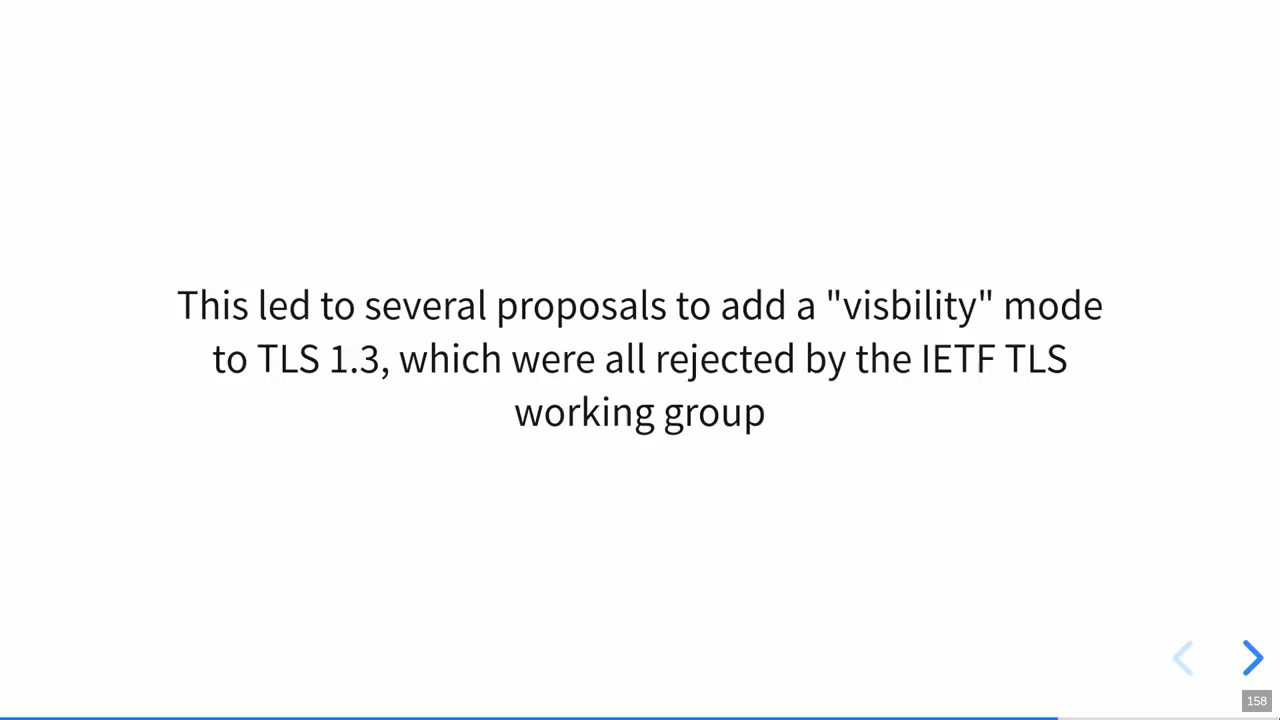 This led to several proposals to add a "visbility" mode
to TLS 1.3, which were all rejected by the IETF TLS
working group
158